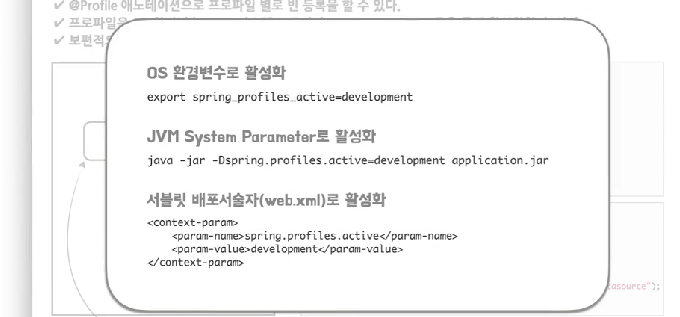 ✔ @Profile 애노테이션으로 프로파일 별로 빈 등록을 할 수 있다.
✔ 프로파일은
✔ 보편적으
OS 환경변수로 활성화
export spring_profiles_active=development
JVM System Parameter로 활성화
java -jar -Dspring.profiles.active=development application.jar
서블릿 배포서술자(web.xml)로 활성화
<context-param>
<param-name>spring.profiles.active</param-name>
<param-value>development</param-value>
</context-param>
asource");